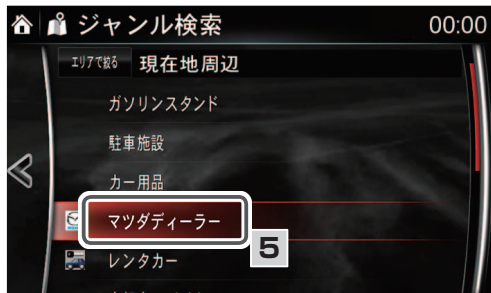 ジャンル検索 00:00
エリアで絞る 現在地周辺
ガソリンスタンド
駐車施設
カー用品
マツダディーラー
5
レンタカー